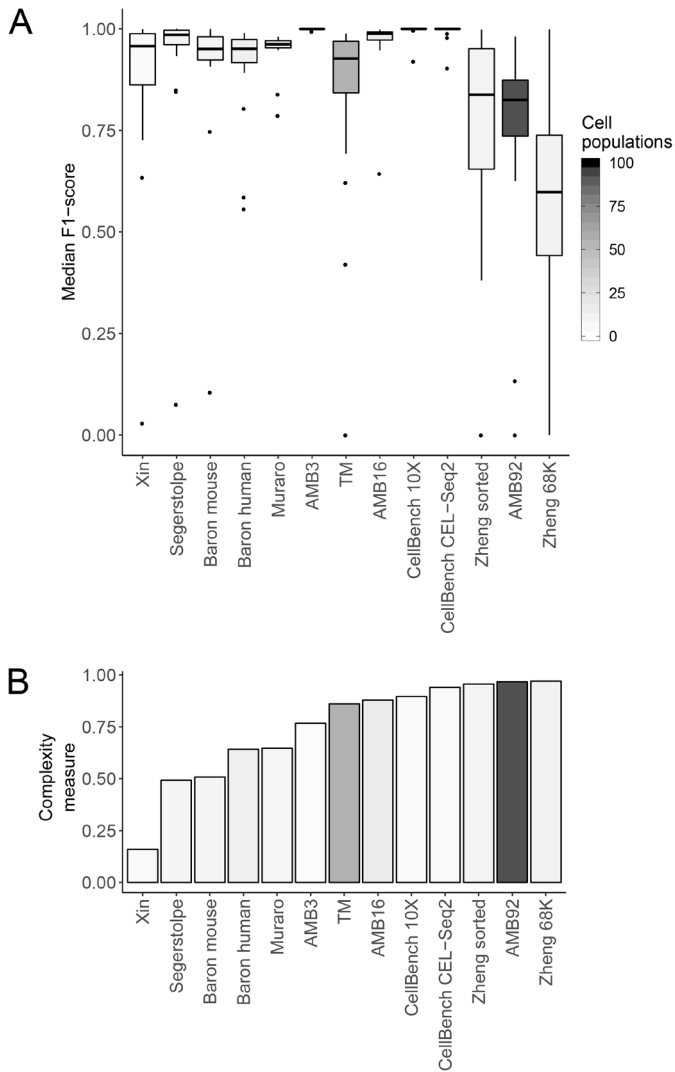 A
Median F1−score
1.00
0.75
0.50
0.25
0.00
Xin
Segerstolpe
Baron mouse
Baron human
Muraro
AMB3
TM
AMB16
CellBench 10X
CellBench CEL−Seq2
Zheng sorted
AMB92
Zheng 68K
Cell
populations
100
75
50
25
0
B
Complexity
measure
1.00
0.75
0.50
0.25
0.00
Xin
Segerstolpe
Baron mouse
Baron human
Muraro
AMB3
TM
AMB16
CellBench 10X
CellBench CEL−Seq2
Zheng sorted
AMB92
Zheng 68K